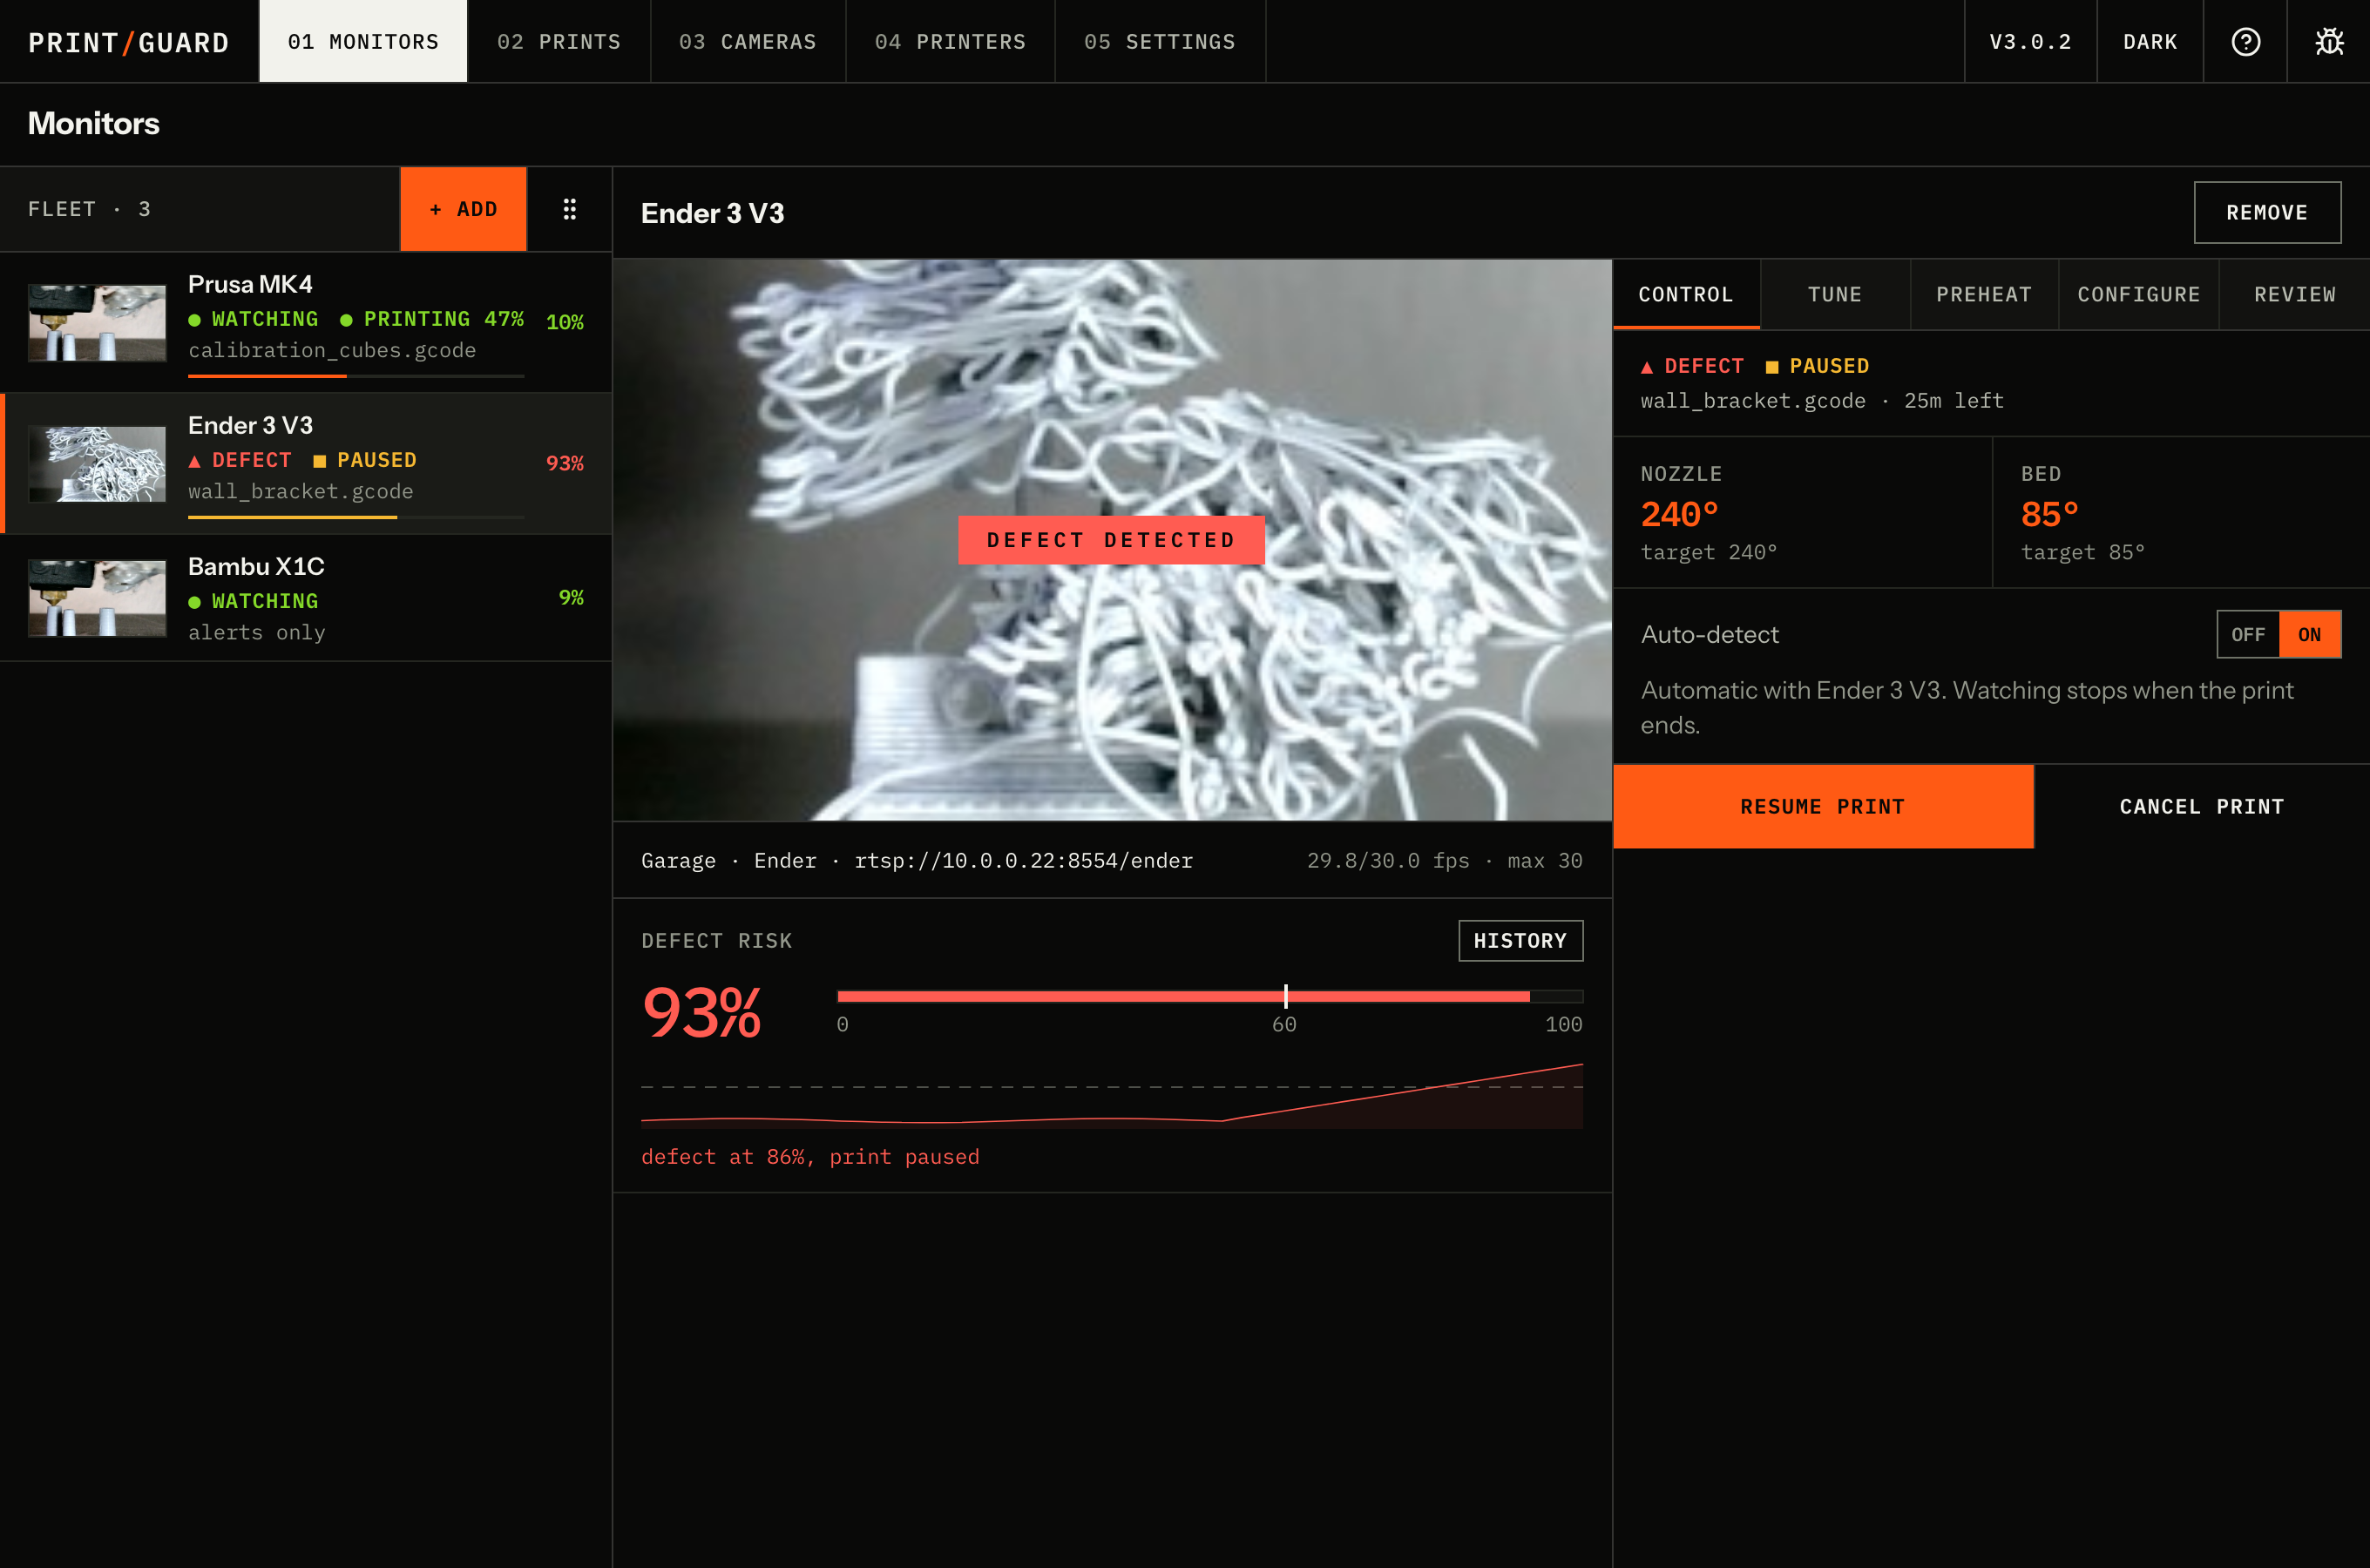 PRINT/GUARD
01 MONITORS
02 PRINTS
03 CAMERAS
04 PRINTERS
05 SETTINGS
V3.0.2
DARK
Monitors
FLEET · 3
+ ADD
Prusa MK4
WATCHING PRINTING 47%
10%
calibration_cubes.gcode
Ender 3 V3
DEFECT PAUSED
93%
wall_bracket.gcode
Bambu X1C
WATCHING
9%
alerts only
Ender 3 V3
REMOVE
DEFECT DETECTED
Garage · Ender · rtsp://10.0.0.22:8554/ender
29.8/30.0 fps · max 30
DEFECT RISK
HISTORY
93%
0 60 100
defect at 86%, print paused
CONTROL
TUNE
PREHEAT
CONFIGURE
REVIEW
DEFECT PAUSED
wall_bracket.gcode · 25m left
NOZZLE
240°
target 240°
BED
85°
target 85°
Auto-detect
OFF ON
Automatic with Ender 3 V3. Watching stops when the print
ends.
RESUME PRINT
CANCEL PRINT